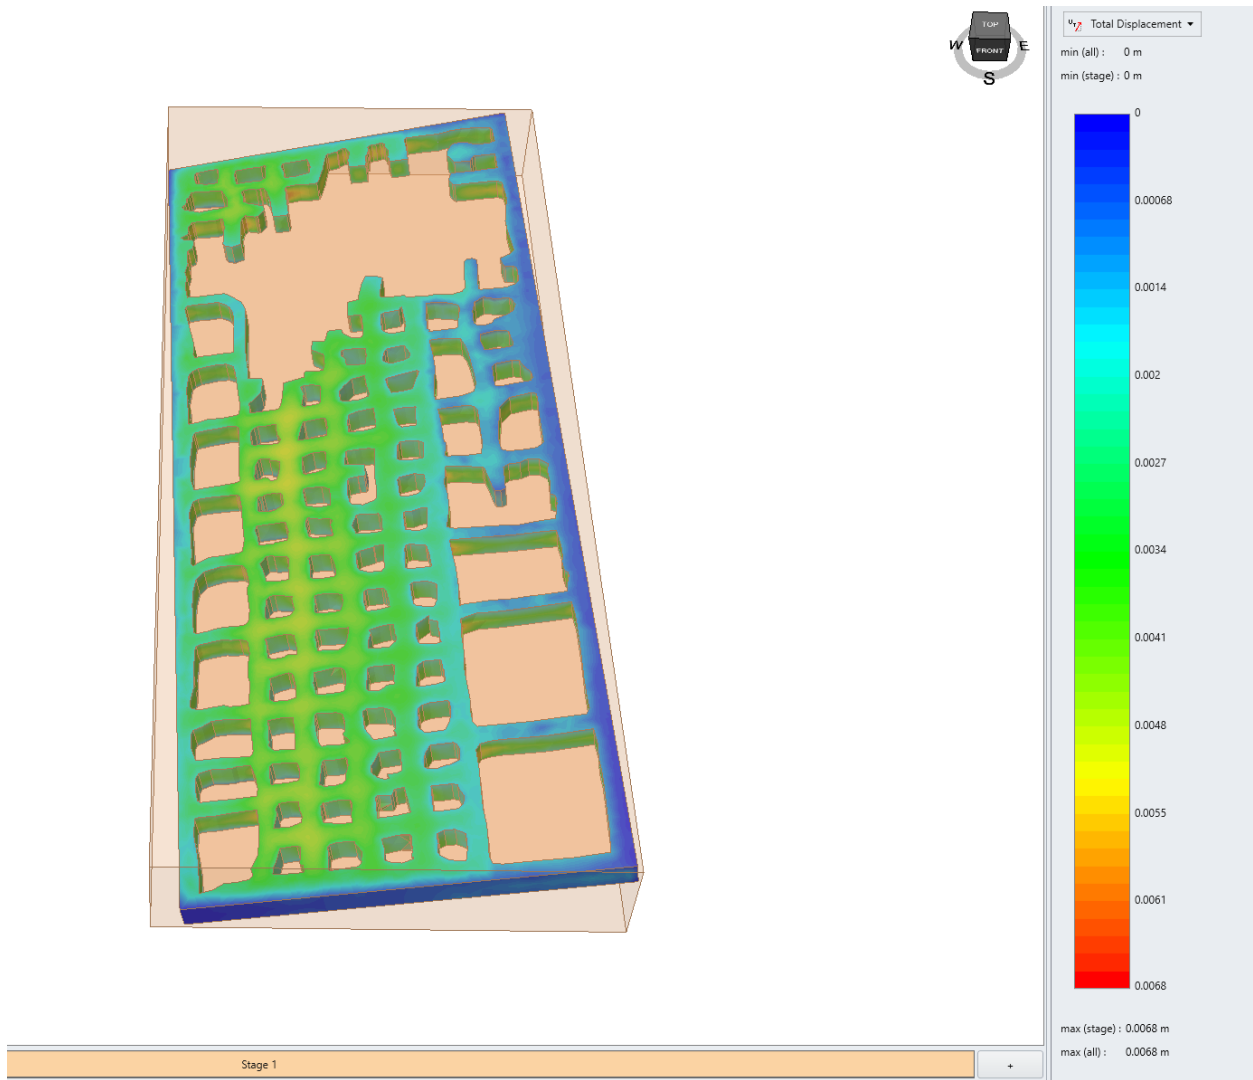 TOP
FRONT
W
E
S
Total Displacement
min (all) : 0 m
min (stage) : 0 m
0
0.00068
0.0014
0.002
0.0027
0.0034
0.0041
0.0048
0.0055
0.0061
0.0068
max (stage) : 0.0068 m
max (all) : 0.0068 m
Stage 1
+